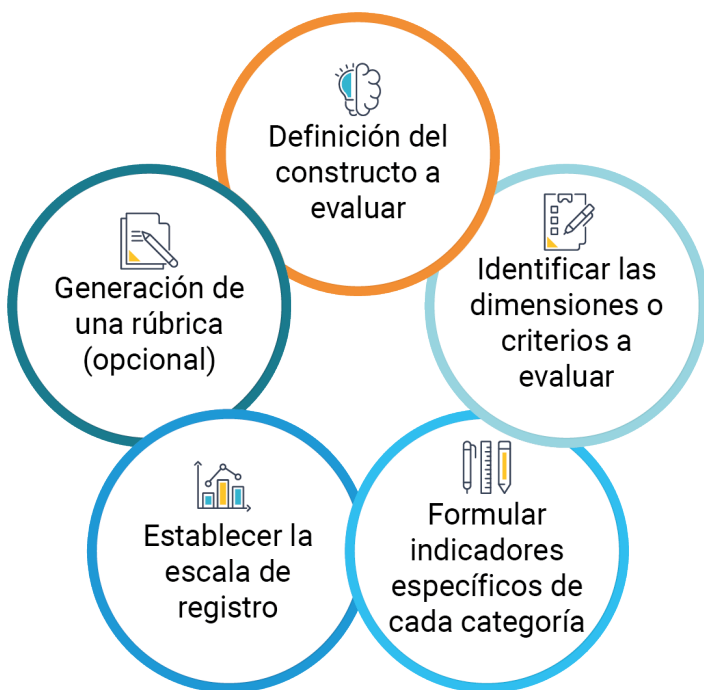 Definición del
constructo a
evaluar
Identificar las
dimensiones o
criterios a
evaluar
Formular
indicadores
específicos de
cada categoría
Establecer la
escala de
registro
Generación de
una rúbrica
(opcional)